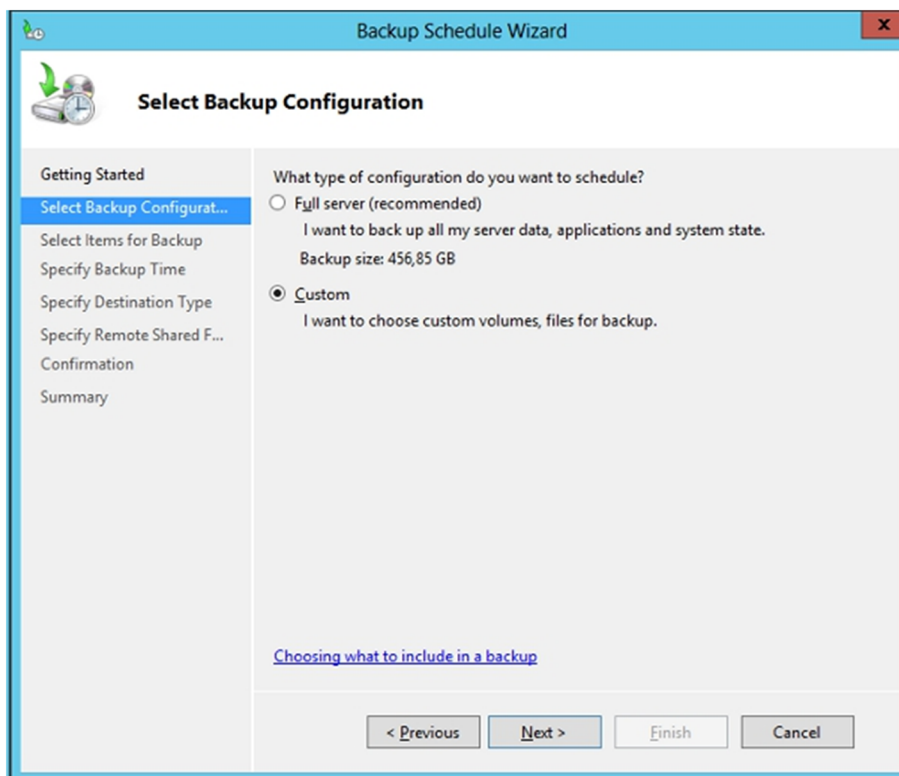 Backup Schedule Wizard
x
Select Backup Configuration
Getting Started
Select Backup Configurat...
Select Items for Backup
Specify Backup Time
Specify Destination Type
Specify Remote Shared F...
Confirmation
Summary
What type of configuration do you want to schedule?
Full server (recommended)
I want to back up all my server data, applications and system state.
Backup size: 456,85 GB
Custom
I want to choose custom volumes, files for backup.
Choosing what to include in a backup
< Previous
Next >
Finish
Cancel